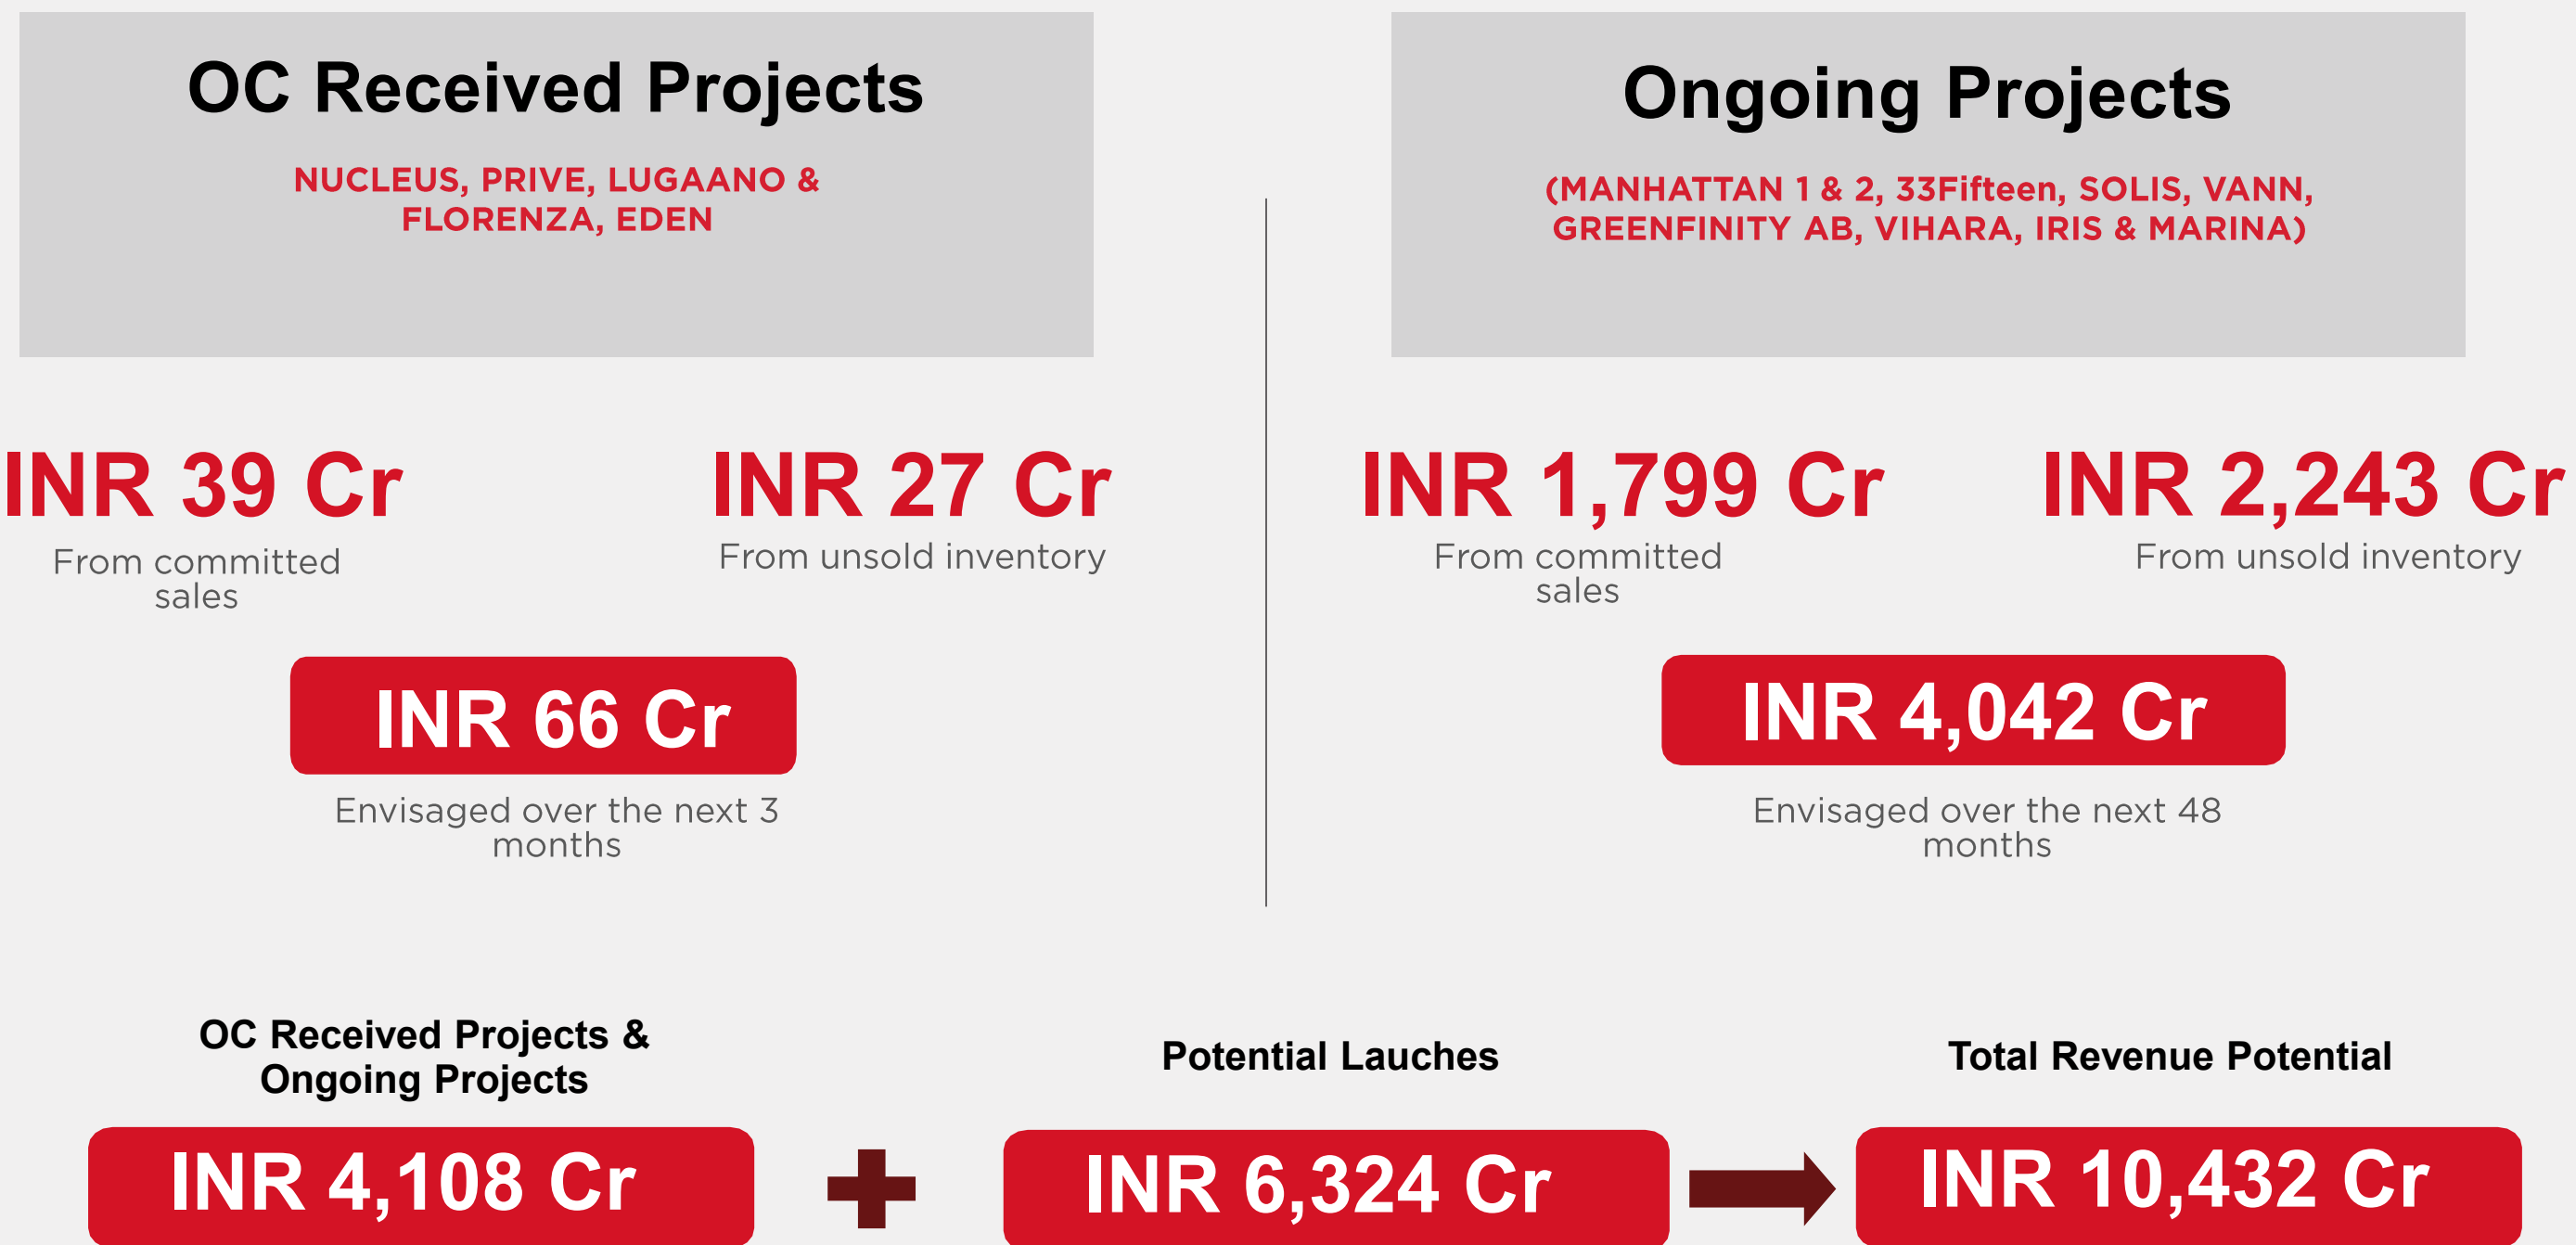 OC Received Projects
NUCLEUS, PRIVE, LUGAANO &
FLORENZA, EDEN
INR 39 Cr
From committed
sales
INR 27 Cr
From unsold inventory
INR 66 Cr
Envisaged over the next 3
months
Ongoing Projects
(MANHATTAN 1 & 2, 33Fifteen, SOLIS, VANN,
GREENFINITY AB, VIHARA, IRIS & MARINA)
INR 1,799 Cr
From committed
sales
INR 2,243 Cr
From unsold inventory
INR 4,042 Cr
Envisaged over the next 48
months
OC Received Projects &
Ongoing Projects
INR 4,108 Cr
Potential Lauches
INR 6,324 Cr
Total Revenue Potential
INR 10,432 Cr